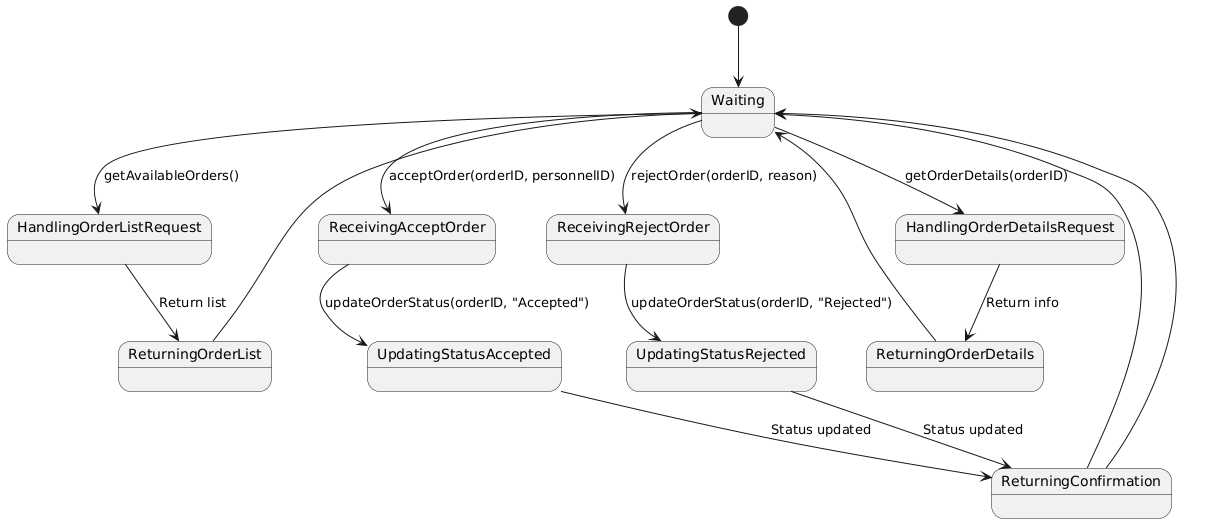 Waiting
getAvailableOrders()
acceptOrder(orderID, personnelID)
rejectOrder(orderID, reason)
getOrderDetails(orderID)
HandlingOrderListRequest
ReceivingAcceptOrder
ReceivingRejectOrder
HandlingOrderDetailsRequest
Return list
updateOrderStatus(orderID, "Accepted")
updateOrderStatus(orderID, "Rejected")
Return info
ReturningOrderList
UpdatingStatusAccepted
UpdatingStatusRejected
ReturningOrderDetails
Status updated
Status updated
ReturningConfirmation